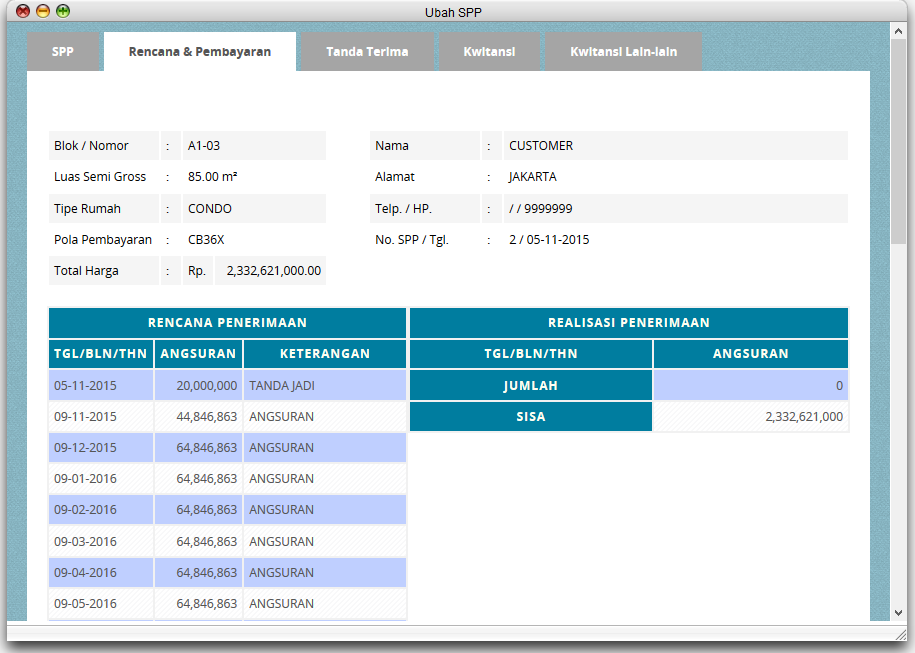 Ubah SPP
SPP Rencana & Pembayaran Tanda Terima Kwitansi Kwitansi Lain-lain
Blok / Nomor : A1-03 Nama : CUSTOMER
Luas Semi Gross : 85.00 m² Alamat : JAKARTA
Tipe Rumah : CONDO Telp. / HP. : / / 9999999
Pola Pembayaran : CB36X No. SPP / Tgl. : 2 / 05-11-2015
Total Harga : Rp. 2,332,621,000.00
RENCANA PENERIMAAN REALISASI PENERIMAAN
TGL/BLN/THN ANGSURAN KETERANGAN TGL/BLN/THN ANGSURAN
05-11-2015 20,000,000 TANDA JADI JUMLAH 0
09-11-2015 44,846,863 ANGSURAN SISA 2,332,621,000
09-12-2015 64,846,863 ANGSURAN
09-01-2016 64,846,863 ANGSURAN
09-02-2016 64,846,863 ANGSURAN
09-03-2016 64,846,863 ANGSURAN
09-04-2016 64,846,863 ANGSURAN
09-05-2016 64,846,863 ANGSURAN